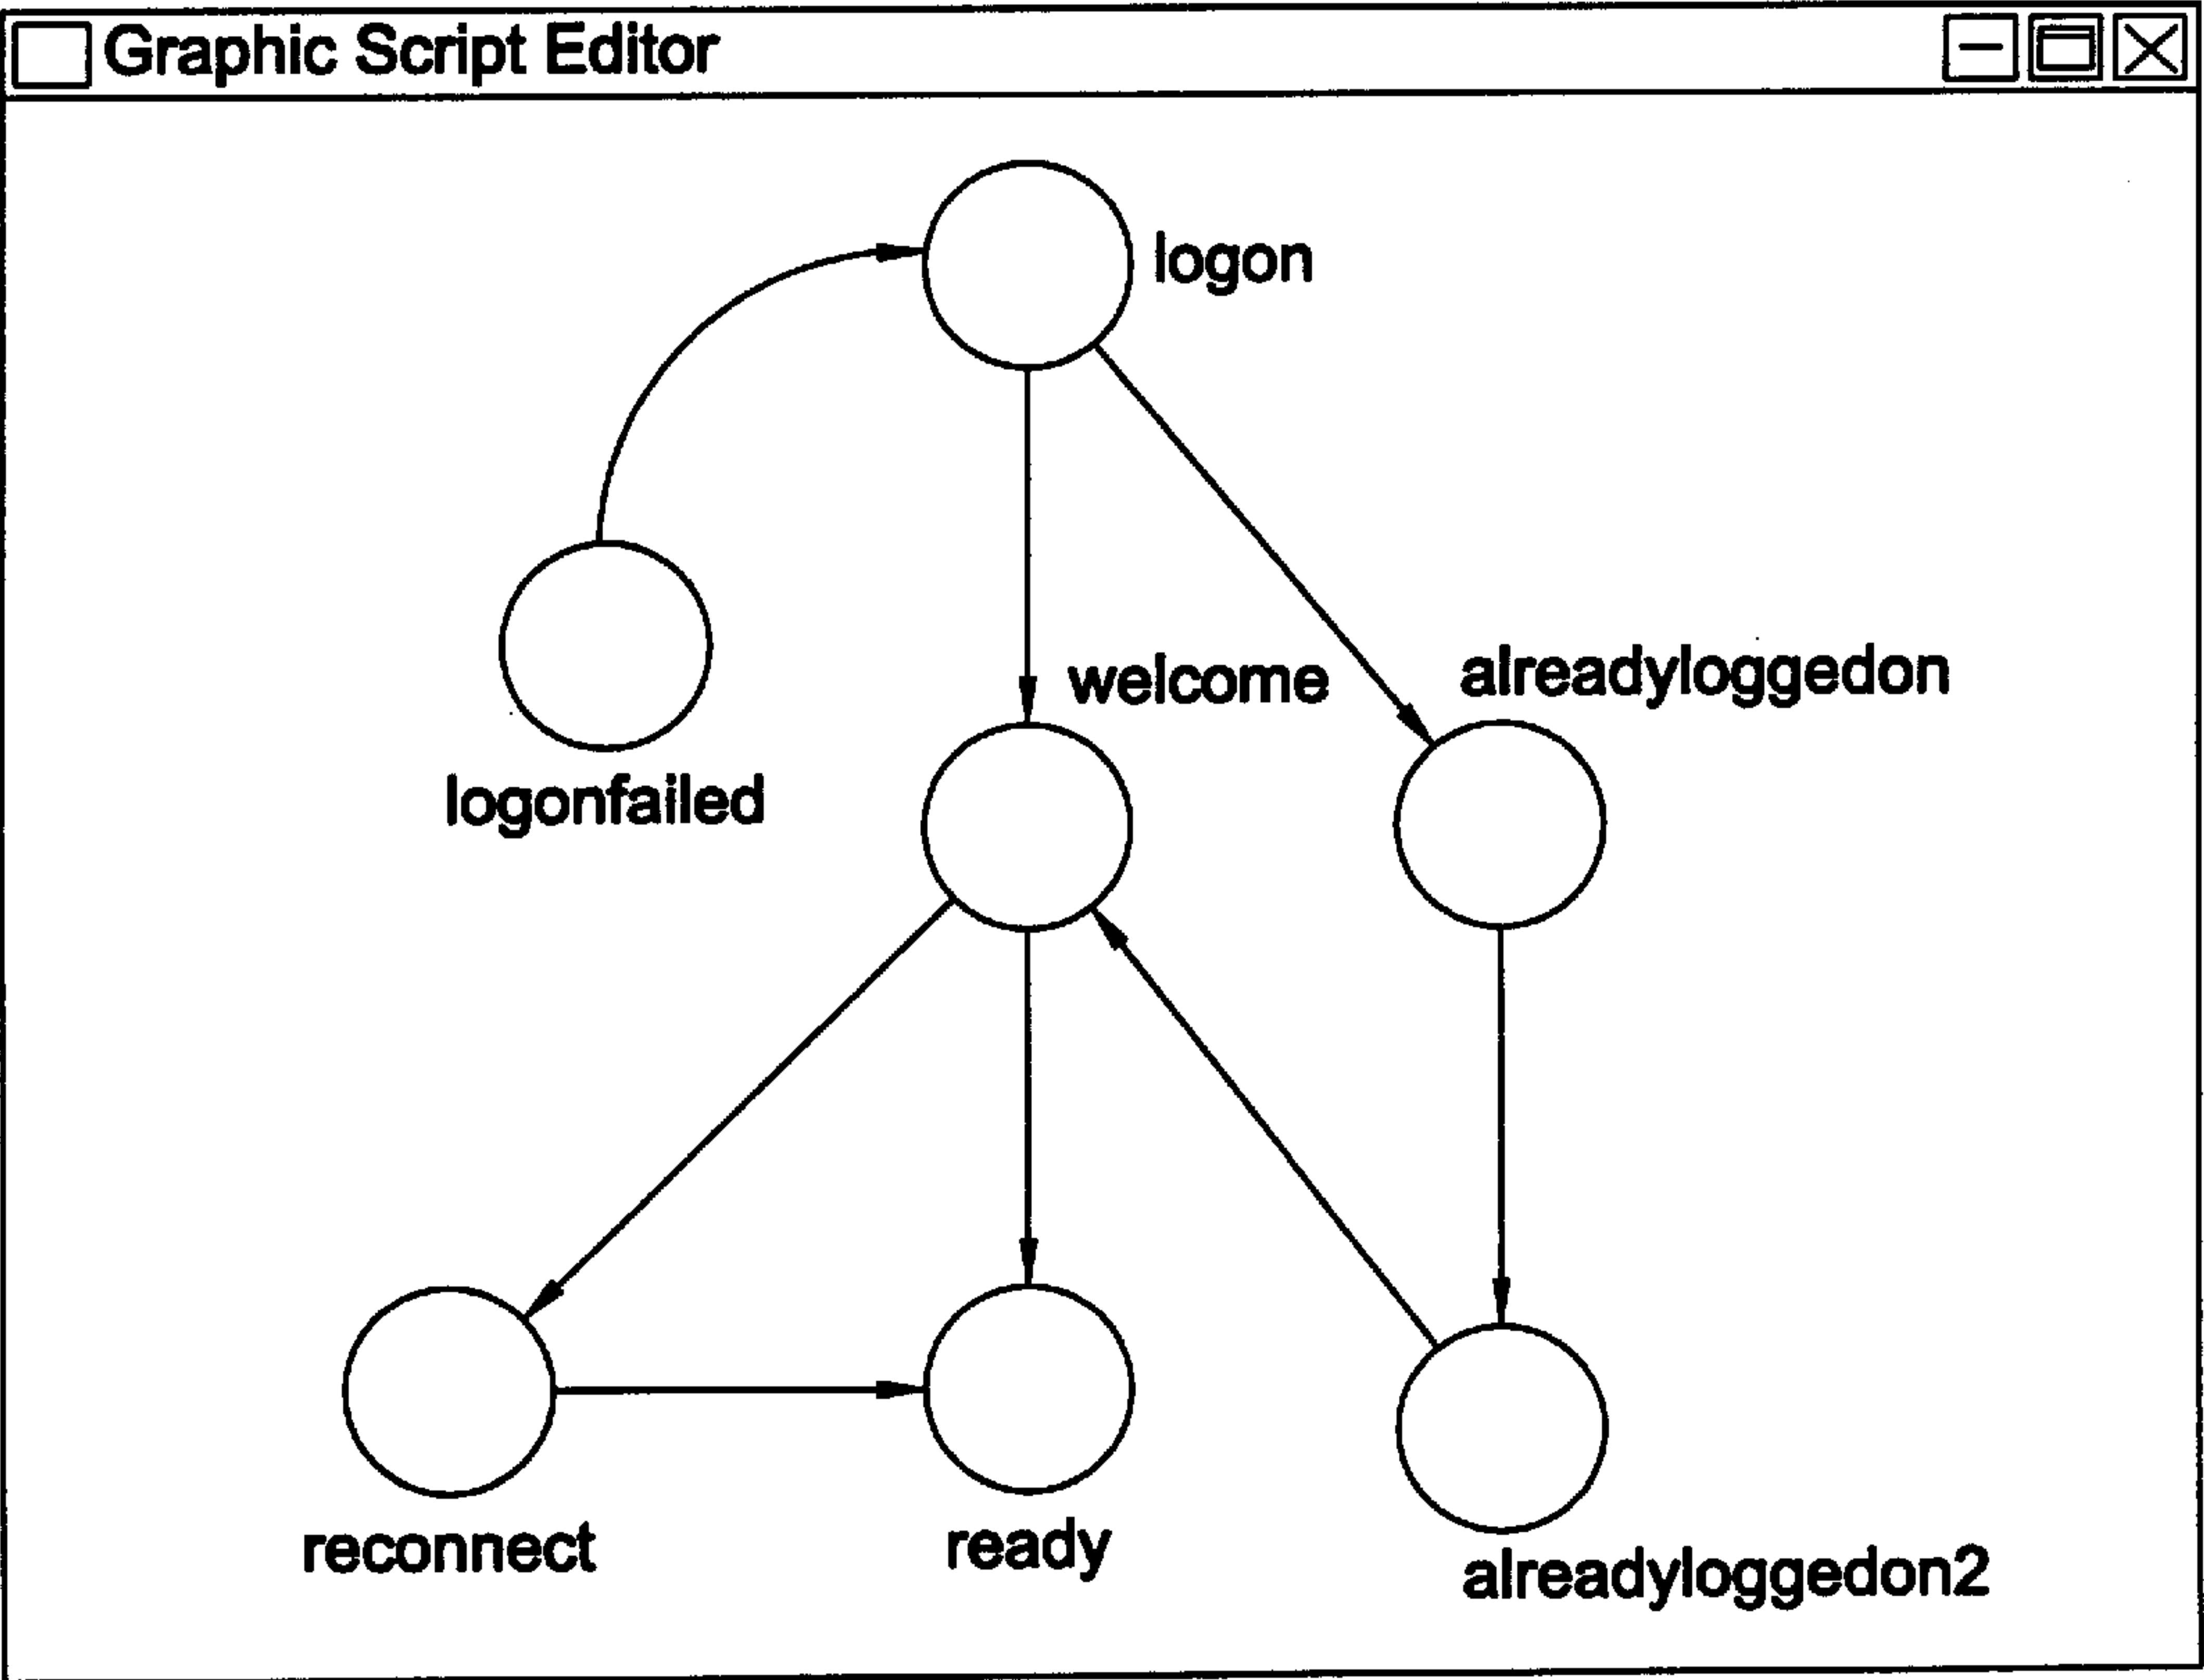 Graphic Script Editor
logon
welcome
alreadyloggedon
logonfailed
reconnect
ready
alreadyloggedon2